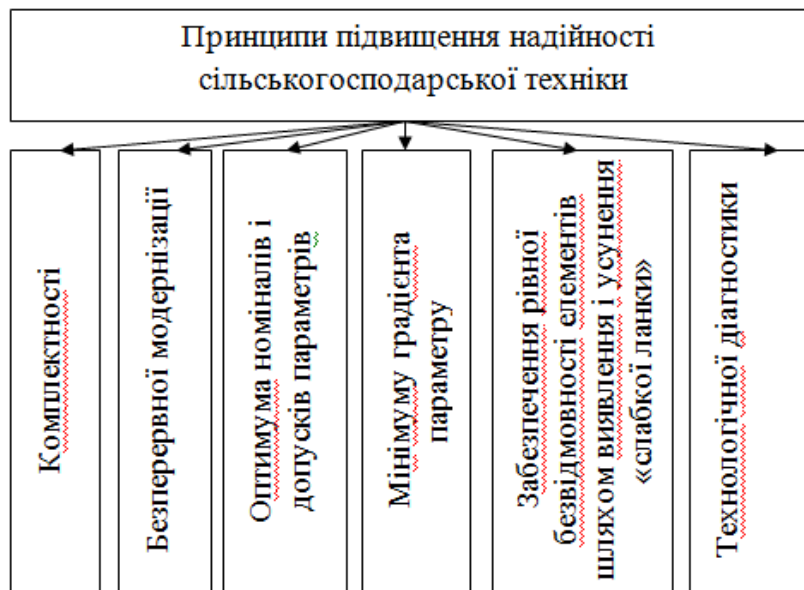 Принципи підвищення надійності
сільськогосподарської техніки
Комплектності
Безперервної модернізації
Оптимума номіналів і
допусків параметрів
Мінімуму градієнта
параметру
Забезпечення рівної
безвідмовності елементів
шляхом виявлення і усунення
«слабкої ланки»
Технологічної діагностики